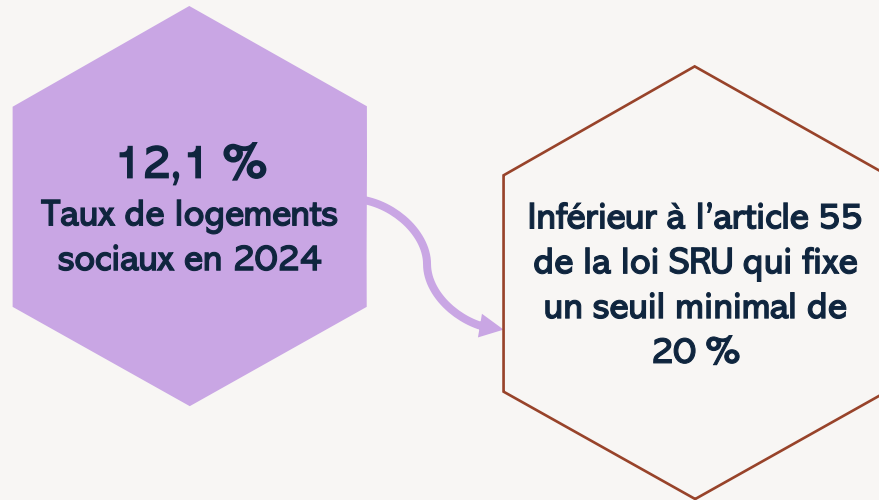 12,1 %
Taux de logements
sociaux en 2024
Inférieur à l’article 55
de la loi SRU qui fixe
un seuil minimal de
20 %